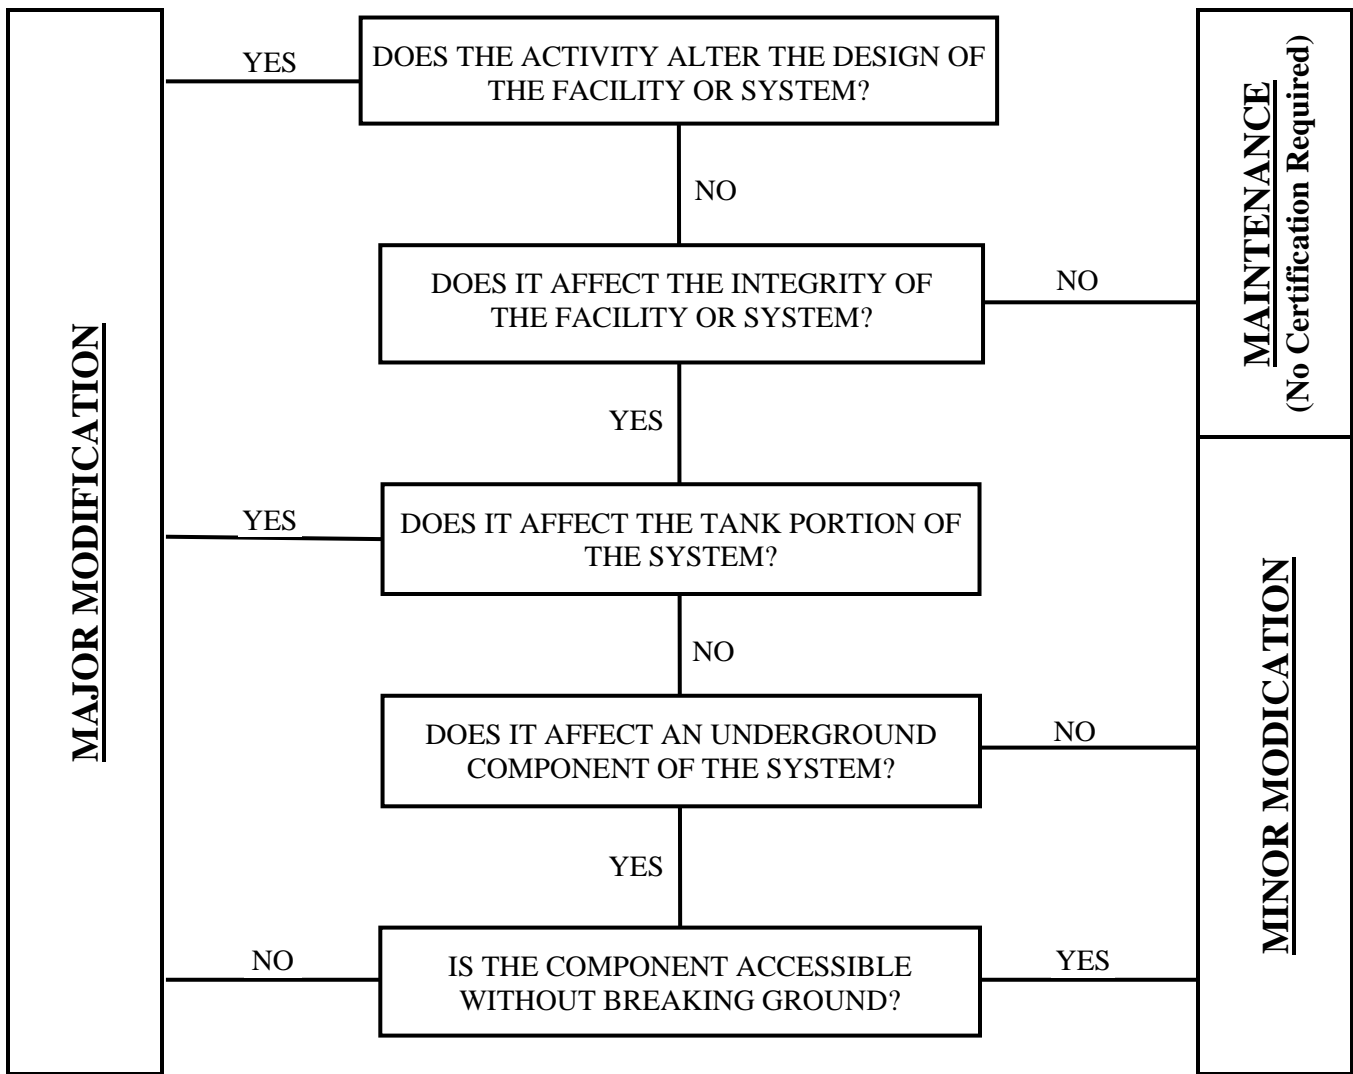 MAJOR MODIFICATION
YES
DOES THE ACTIVITY ALTER THE DESIGN OF
THE FACILITY OR SYSTEM?
NO
DOES IT AFFECT THE INTEGRITY OF
THE FACILITY OR SYSTEM?
NO
YES
YES
DOES IT AFFECT THE TANK PORTION OF
THE SYSTEM?
NO
DOES IT AFFECT AN UNDERGROUND
COMPONENT OF THE SYSTEM?
NO
YES
NO
IS THE COMPONENT ACCESSIBLE
WITHOUT BREAKING GROUND?
YES
MAINTENANCE
(No Certification Required)
MINOR MODICATION